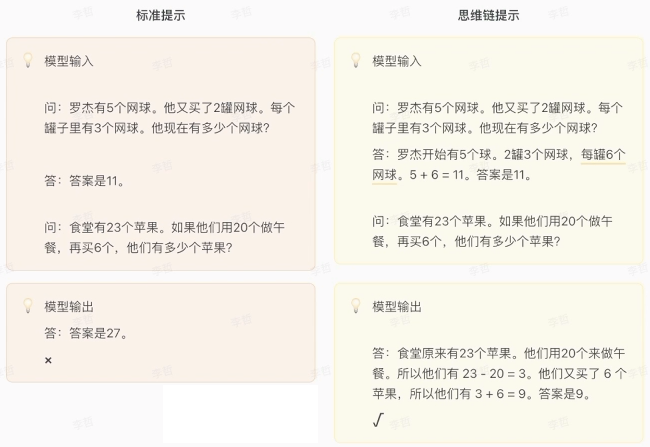 标准提示
模型输入
问：罗杰有5个网球。他又买了2罐网球。每个
罐子里有3个网球。他现在有多少个网球？
答：答案是11。
问：食堂有23个苹果。如果他们用20个做午
餐，再买6个，他们有多少个苹果？
模型输出
答：答案是27。
×
思维链提示
模型输入
问：罗杰有5个网球。他又买了2罐网球。每个
罐子里有3个网球。他现在有多少个网球？
答：罗杰开始有5个球。2罐3个网球，每罐6个
网球。5 + 6 = 11。答案是11。
问：食堂有23个苹果。如果他们用20个做午
餐，再买6个，他们有多少个苹果？
模型输出
答：食堂原来有23个苹果。他们用20个来做午
餐。所以他们有 23 - 20 = 3。他们又买了 6 个
苹果，所以他们有 3 + 6 = 9。答案是9。
√